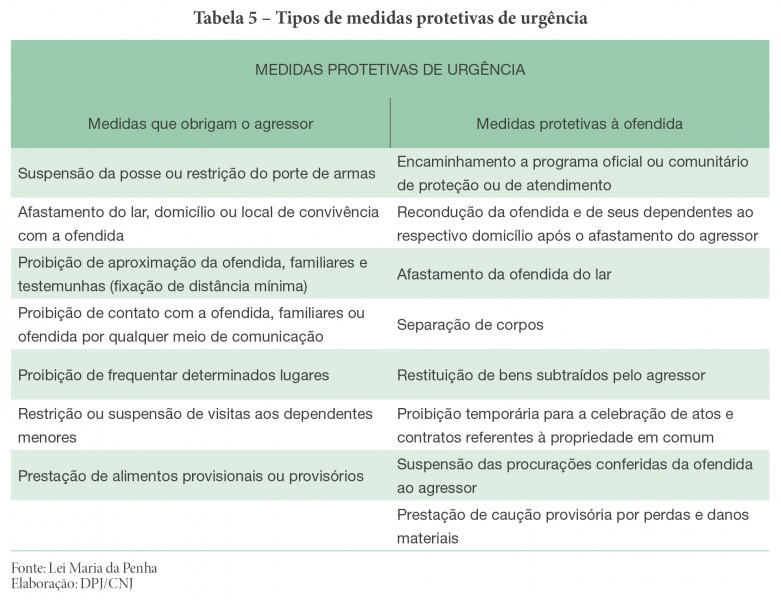 Tabela 5 – Tipos de medidas protetivas de urgência
MEDIDAS PROTETIVAS DE URGÊNCIA
Medidas que obrigam o agressor
Medidas protetivas à ofendida
Suspensão da posse ou restrição do porte de armas
Encaminhamento a programa oficial ou comunitário
de proteção ou de atendimento
Afastamento do lar, domicílio ou local de convivência
com a ofendida
Recondução da ofendida e de seus dependentes ao
respectivo domicílio após o afastamento do agressor
Proibição de aproximação da ofendida, familiares e
testemunhas (fixação de distância mínima)
Afastamento da ofendida do lar
Proibição de contato com a ofendida, familiares ou
ofendida por qualquer meio de comunicação
Separação de corpos
Proibição de frequentar determinados lugares
Restituição de bens subtraídos pelo agressor
Restrição ou suspensão de visitas aos dependentes
menores
Proibição temporária para a celebração de atos e
contratos referentes à propriedade em comum
Prestação de alimentos provisionais ou provisórios
Suspensão das procurações conferidas da ofendida
ao agressor
Prestação de caução provisória por perdas e danos
materiais
Fonte: Lei Maria da Penha
Elaboração: DPJ/CNJ